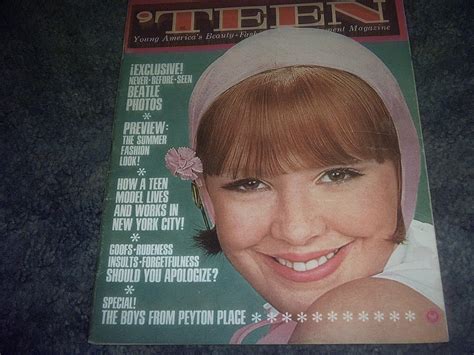 'TEEN
Young America's Beauty-Fash ment Magazine
¡EXCLUSIVE!
NEVER-BEFORE-SEEN
BEATLE
PHOTOS
*
PREVIEW:
THE SUMMER
FASHION
LOOK!
*
HOW A TEEN
MODEL LIVES
AND WORKS IN
NEW YORK
CITY!
*
GOOFS·RUDENESS
INSULTS·FORGETFULNESS
SHOULD YOU APOLOGIZE?
*
SPECIAL!
THE BOYS FROM PEYTON PLACE * * * * * * * * * * *